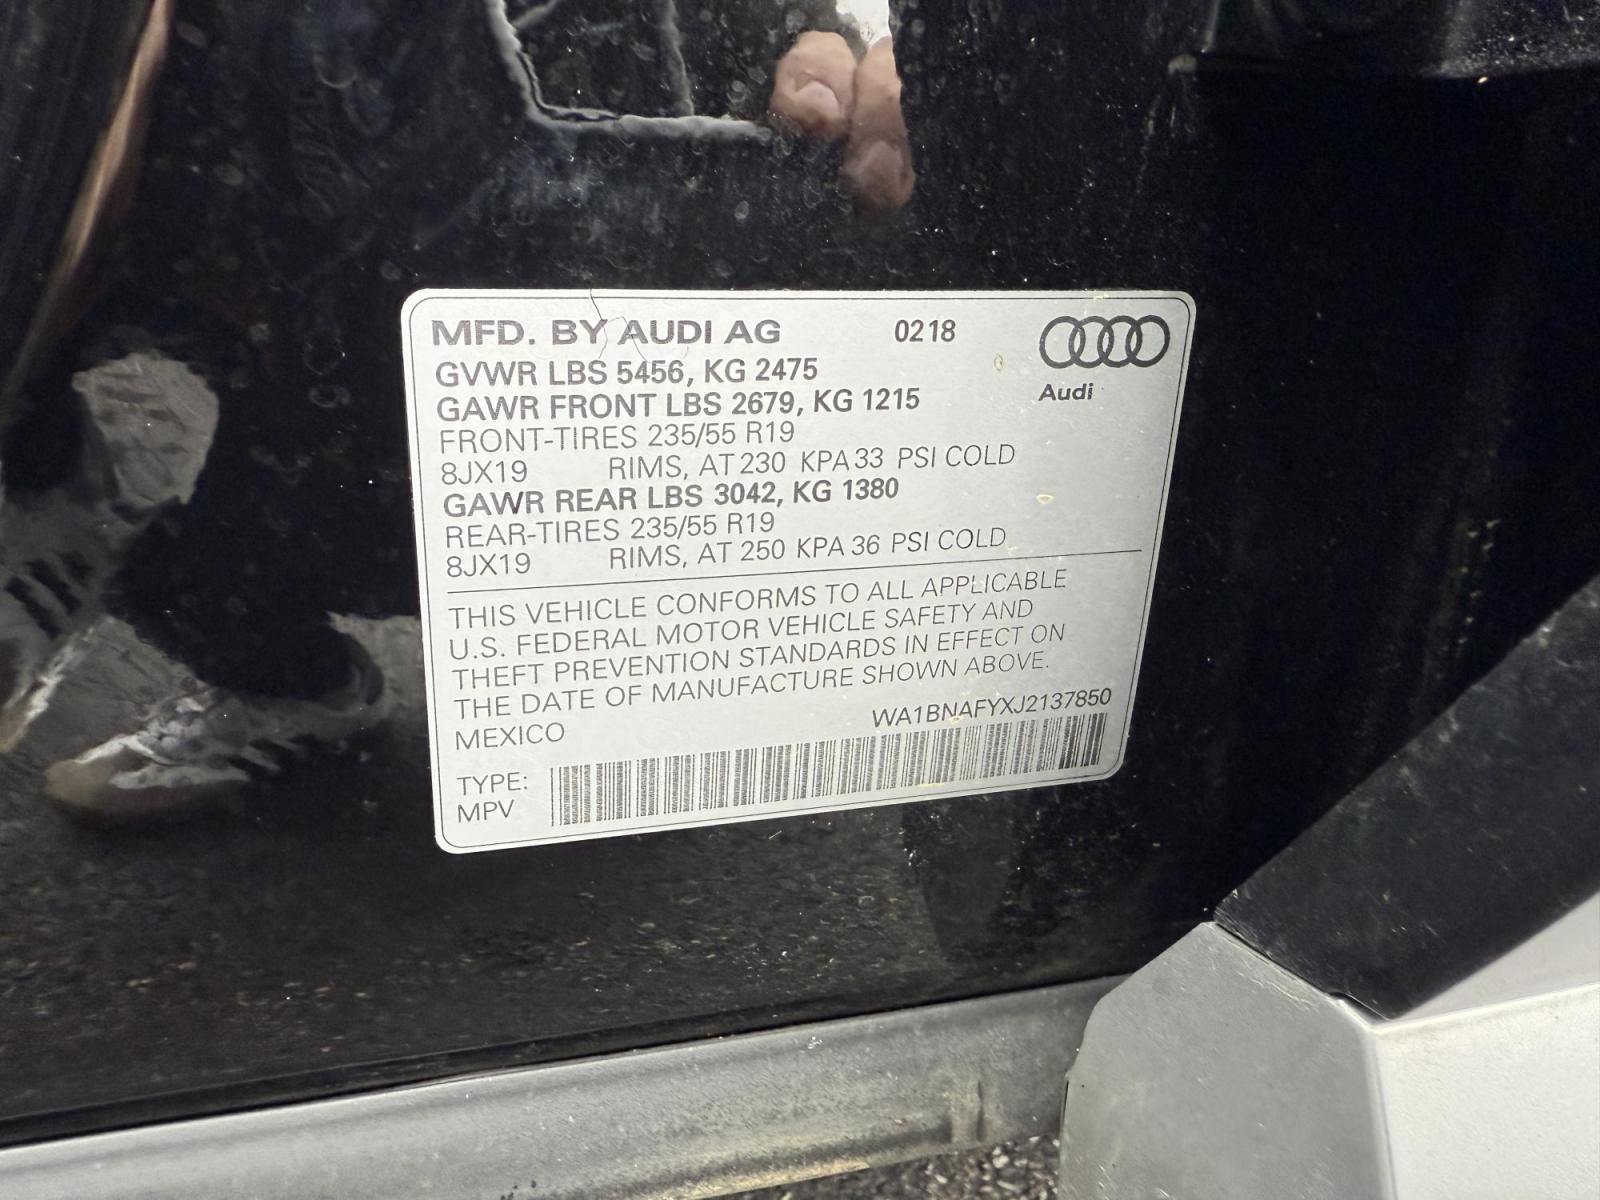 MFD. BY AUDI AG 0218
Audi
GVWR LBS 5456, KG 2475
GAWR FRONT LBS 2679, KG 1215
FRONT-TIRES 235/55 R19
8JX19 RIMS, AT 230 KPA 33 PSI COLD
GAWR REAR LBS 3042, KG 1380
REAR-TIRES 235/55 R19
8JX19 RIMS, AT 250 KPA 36 PSI COLD
THIS VEHICLE CONFORMS TO ALL APPLICABLE
U.S. FEDERAL MOTOR VEHICLE SAFETY AND
THEFT PREVENTION STANDARDS IN EFFECT ON
THE DATE OF MANUFACTURE SHOWN ABOVE.
MEXICO WA1BNAFYXJ2137850
TYPE:
MPV